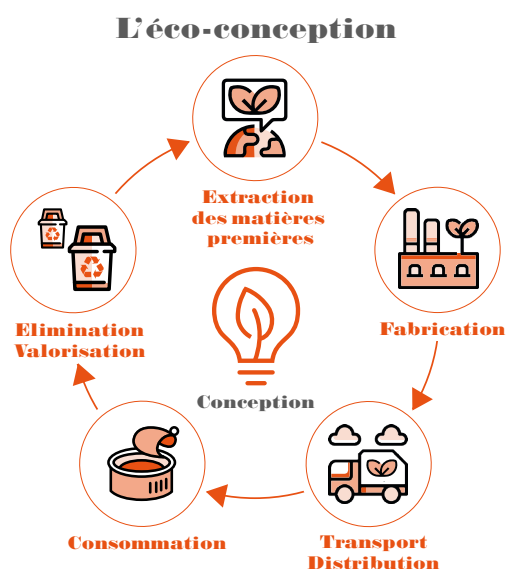 L'éco-conception
Extraction
des matières
premières
Fabrication
Elimination
Valorisation
Conception
Consommation
Transport
Distribution